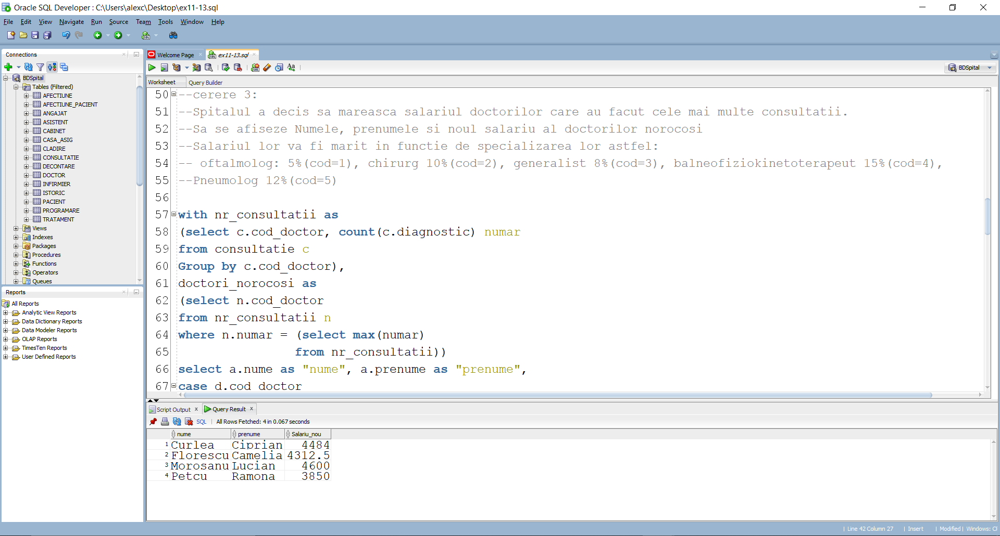 Oracle SQL Developer : C:\Users\alexc\Desktop\ex11-13.sql
File Edit View Navigate Run Source Team Tools Window Help
Connections
BDSpital
Tables (Filtered)
AFECTIUNE
AFECTIUNE_PACIENT
ANGAJAT
ASISTENT
CABINET
CASA_ASIG
CLADIRE
CONSULTATIE
DECONTARE
DOCTOR
INFIRMIER
ISTORIC
PACIENT
PROGRAMARE
TRATAMENT
Views
Indexes
Packages
Procedures
Functions
Operators
Queues
Reports
All Reports
Analytic View Reports
Data Dictionary Reports
Data Modeler Reports
OLAP Reports
TimesTen Reports
User Defined Reports
Welcome Page ex11-13.sql
BDSpital
Worksheet Query Builder
50 --cerere 3:
51 --Spitalul a decis sa mareasca salariul doctorilor care au facut cele mai multe consultatii.
52 --Sa se afiseze Numele, prenumele si noul salariu al doctorilor norocosi
53 --Salariul lor va fi marit in functie de specializarea lor astfel:
54 -- oftalmolog: 5%(cod=1), chirurg 10%(cod=2), generalist 8%(cod=3), balneofiziokinetoterapeut 15%(cod=4),
55 --Pneumolog 12%(cod=5)
56
57 with nr_consultatii as
58 (select c.cod_doctor, count(c.diagnostic) numar
59 from consultatie c
60 Group by c.cod_doctor),
61 doctori_norocosi as
62 (select n.cod_doctor
63 from nr_consultatii n
64 where n.numar = (select max(numar)
65 from nr_consultatii))
66 select a.nume as "nume", a.prenume as "prenume",
67 case d.cod_doctor
Script Output x Query Result x
SQL | All Rows Fetched: 4 in 0.067 seconds
nume prenume Salariu_nou
1 Curlea Ciprian 4484
2 Florescu Camelia 4312.5
3 Morosanu Lucian 4600
4 Petcu Ramona 3850
| Line 42 Column 27 | Insert | Modified | Windows: CF